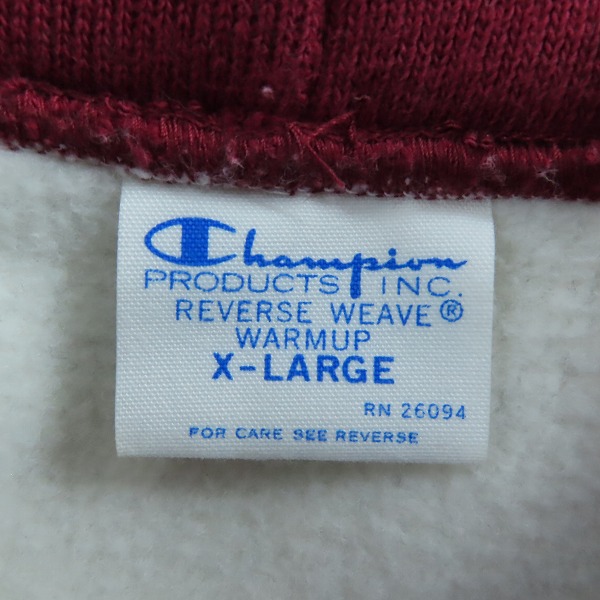 Champion
PRODUCTS INC.
REVERSE WEAVE®
WARMUP
X-LARGE
RN 26094
FOR CARE SEE REVERSE